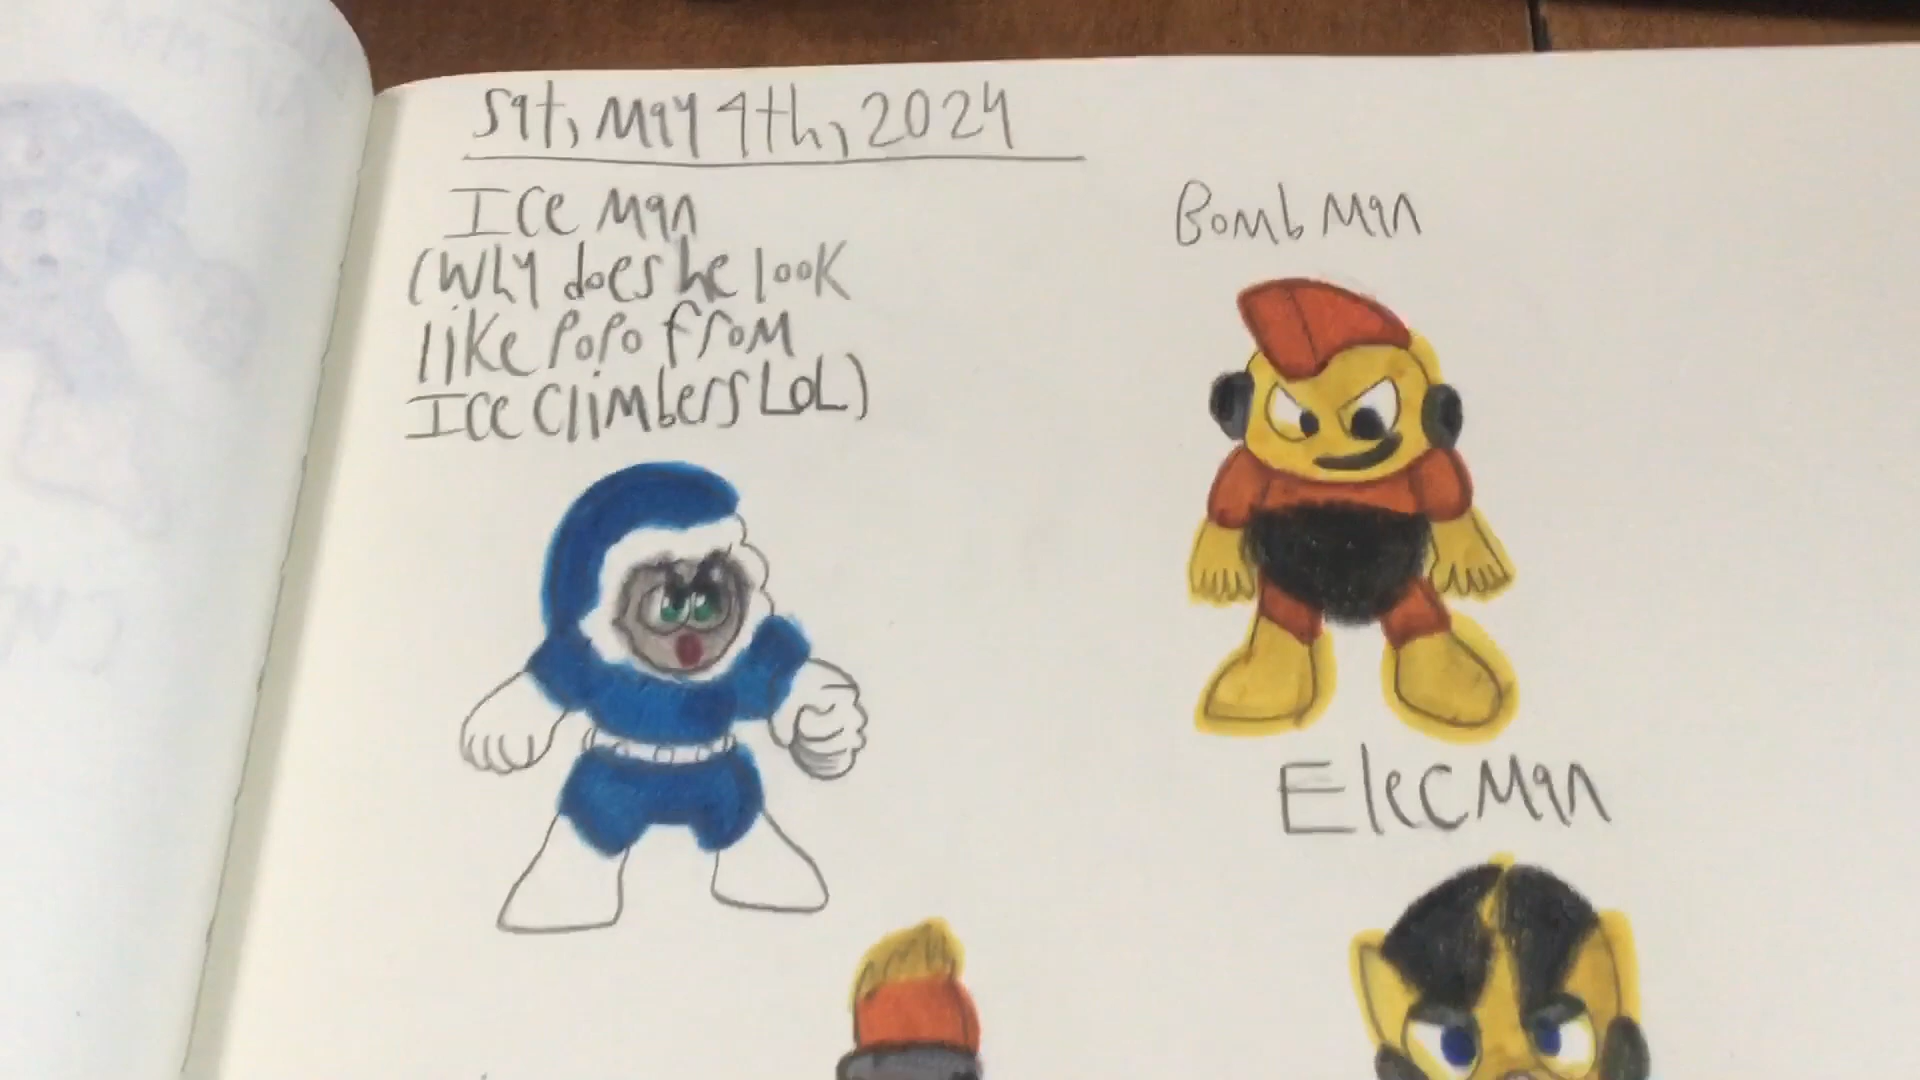 Sat, May 4th, 2024
Ice Man
(Why does he look
like Popo from
Ice Climbers LOL)
Bomb Man
Elec Man